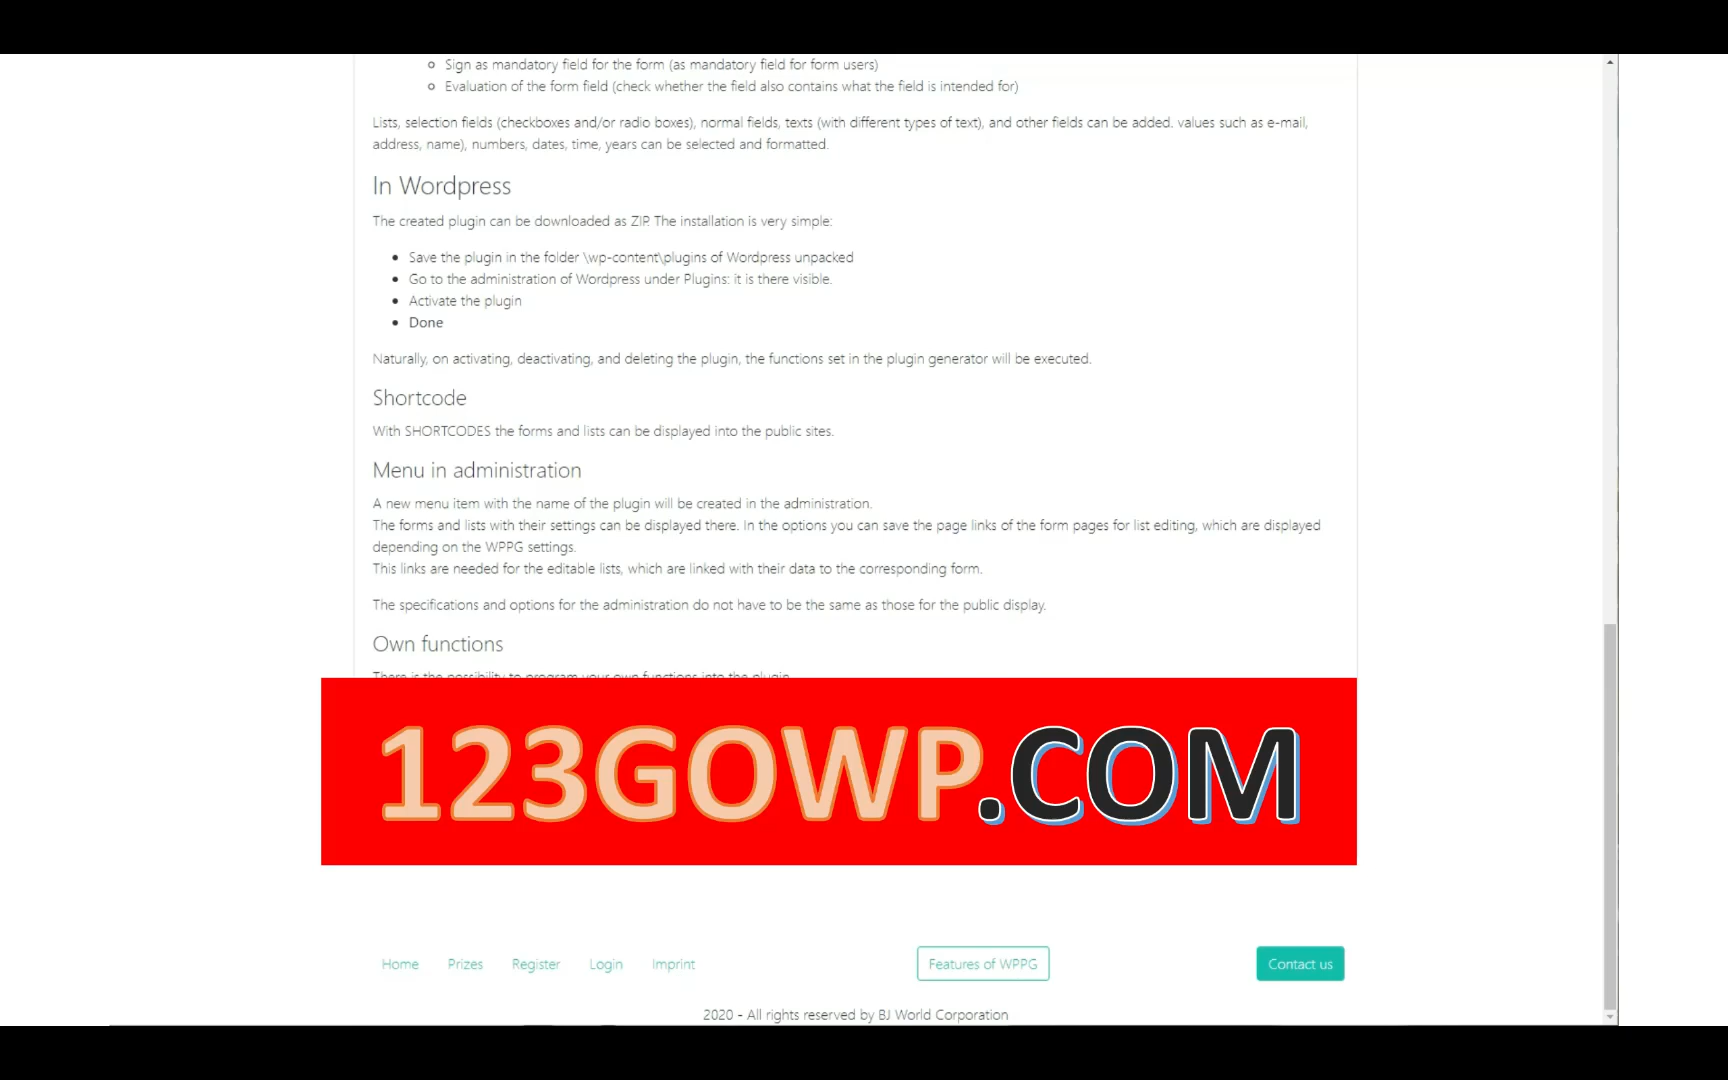 Sign as mandatory field for the form (as mandatory field for form users)
Evaluation of the form field (check whether the field also contains what the field is intended for)
Lists, selection fields (checkboxes and/or radio boxes), normal fields, texts (with different types of text), and other fields can be added. values such as e-mail,
address, name), numbers, dates, time, years can be selected and formatted.
In Wordpress
The created plugin can be downloaded as ZIP. The installation is very simple:
Save the plugin in the folder \wp-content\plugins of Wordpress unpacked
Go to the administration of Wordpress under Plugins: it is there visible.
Activate the plugin
Done
Naturally, on activating, deactivating, and deleting the plugin, the functions set in the plugin generator will be executed.
Shortcode
With SHORTCODES the forms and lists can be displayed into the public sites.
Menu in administration
A new menu item with the name of the plugin will be created in the administration.
The forms and lists with their settings can be displayed there. In the options you can save the page links of the form pages for list editing, which are displayed
depending on the WPPG settings.
This links are needed for the editable lists, which are linked with their data to the corresponding form.
The specifications and options for the administration do not have to be the same as those for the public display.
Own functions
There is the possibility to program your own functions into the plugin
123GOWP.COM
Home Prizes Register Login Imprint Features of WPPG Contact us
2020 - All rights reserved by BJ World Corporation